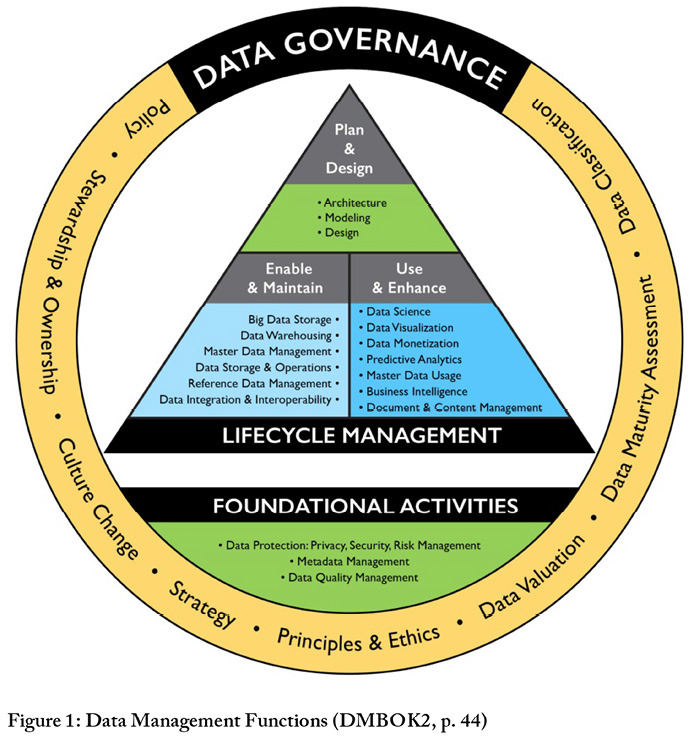 DATA GOVERNANCE
Policy • Stewardship & Ownership • Culture Change • Strategy • Principles & Ethics • Data Valuation • Data Maturity Assessment • Data Classification
Plan
&
Design
• Architecture
• Modeling
• Design
Enable
& Maintain
Big Data Storage •
Data Warehousing •
Master Data Management •
Data Storage & Operations •
Reference Data Management •
Data Integration & Interoperability •
Use
& Enhance
• Data Science
• Data Visualization
• Data Monetization
• Predictive Analytics
• Master Data Usage
• Business Intelligence
• Document & Content Management
LIFECYCLE MANAGEMENT
FOUNDATIONAL ACTIVITIES
• Data Protection: Privacy, Security, Risk Management
• Metadata Management
• Data Quality Management
Figure 1: Data Management Functions (DMBOK2, p. 44)